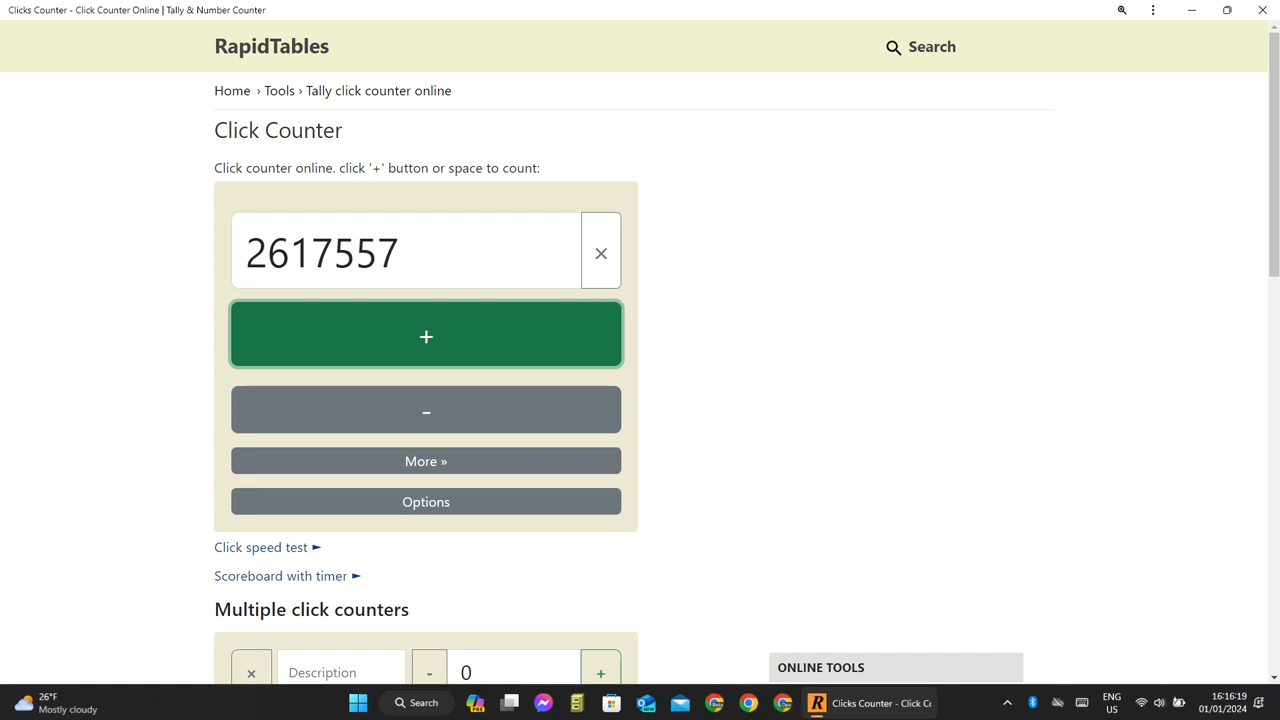 Clicks Counter - Click Counter Online | Tally & Number Counter
RapidTables
Search
Home › Tools › Tally click counter online
Click Counter
Click counter online. click '+' button or space to count:
2617557
×
+
-
More »
Options
Click speed test ►
Scoreboard with timer ►
Multiple click counters
× Description - 0 +
ONLINE TOOLS
26°F
Mostly cloudy
Search
PRE
NEW
Clicks Counter - Click Co
ENG
US
16:16:19
01/01/2024